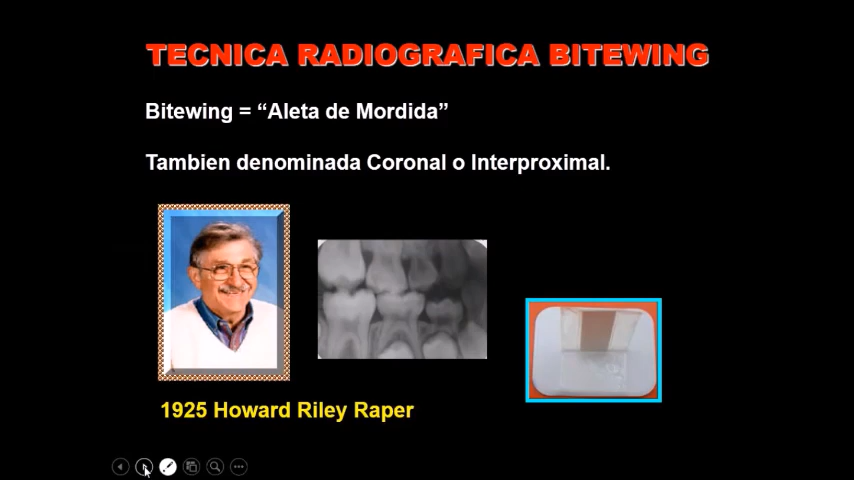 TECNICA RADIOGRAFICA BITEWING
Bitewing = “Aleta de Mordida”
Tambien denominada Coronal o Interproximal.
1925 Howard Riley Raper